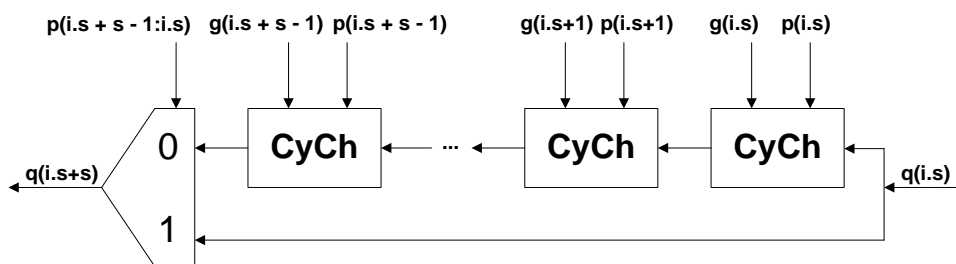 p(i.s + s - 1:i.s) g(i.s + s - 1) p(i.s + s - 1) g(i.s+1) p(i.s+1) g(i.s) p(i.s)
0 CyCh ... CyCh CyCh
q(i.s+s) q(i.s)
1